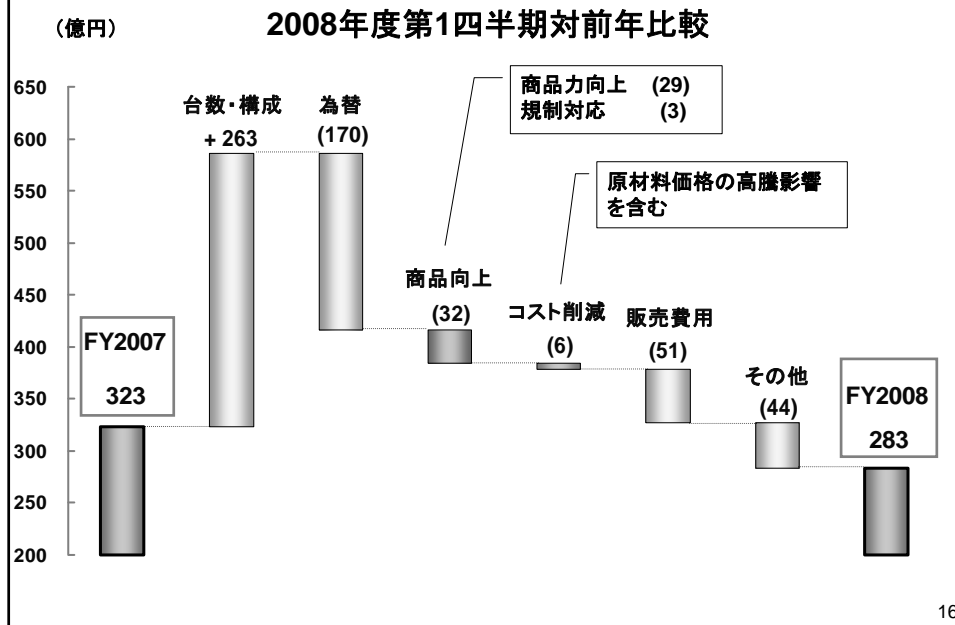 2008年度第1四半期対前年比較
(億円)
商品力向上 (29)
規制対応 (3)
原材料価格の高騰影響
を含む
650
600
550
500
450
400
350
300
250
200
FY2007
323
台数・構成
+ 263
為替
(170)
商品向上
(32)
コスト削減
(6)
販売費用
(51)
その他
(44)
FY2008
283
16